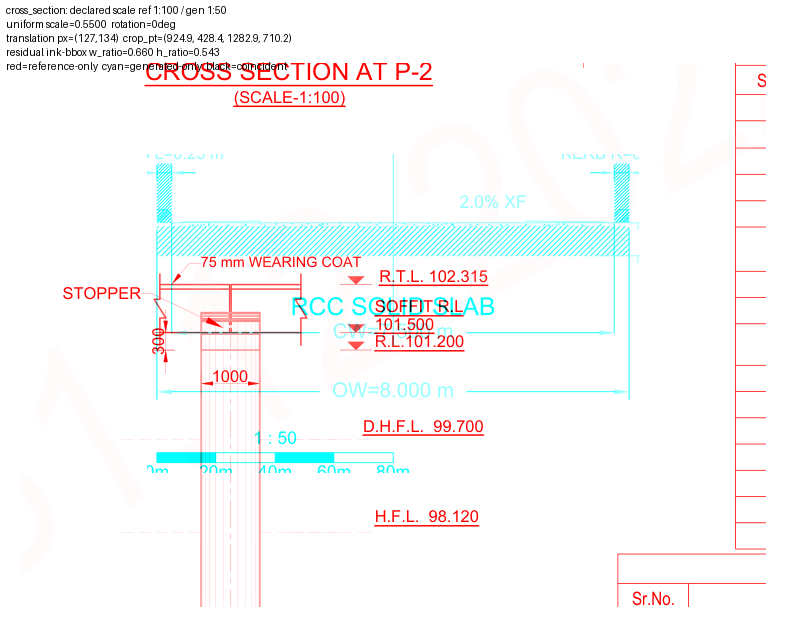 cross_section: declared scale ref 1:100 / gen 1:50
uniform scale=0.5500 rotation=0deg
translation px=(127,134) crop_pt=(924.9, 428.4, 1282.9, 710.2)
residual ink-bbox w_ratio=0.660 h_ratio=0.543
red=reference-only cyan=generated-only black=coincident
CROSS SECTION AT P-2
(SCALE-1:100)
S
2.0% XF
75 mm WEARING COAT
R.T.L. 102.315
STOPPER
RCC SOLID SLAB
SOFFIT R.L
101.500
300
R.L.101.200
1000
OW=8.000 m
D.H.F.L. 99.700
1 : 50
0m 20m 40m 60m 80m
H.F.L. 98.120
Sr.No.